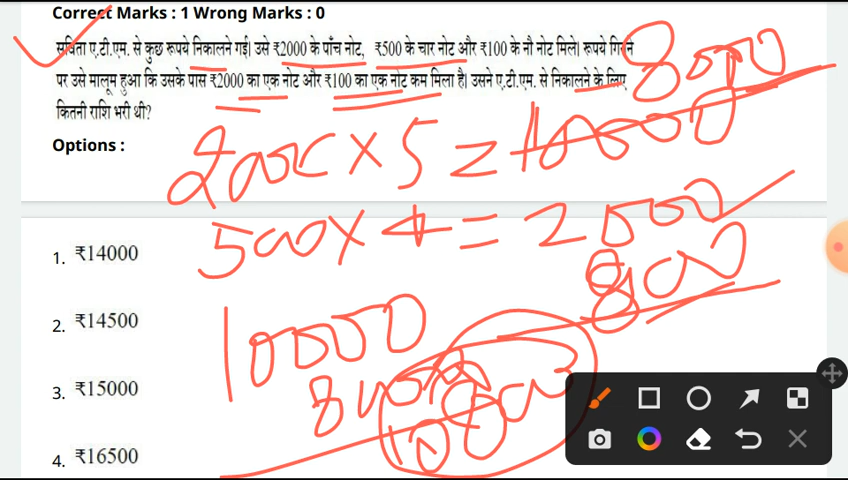 Correct Marks : 1 Wrong Marks : 0
सविता ए.टी.एम. से कुछ रूपये निकालने गई। उसे ₹2000 के पाँच नोट, ₹500 के चार नोट और ₹100 के नौ नोट मिले। रूपये गिनने
8000
पर उसे मालूम हुआ कि उसके पास ₹2000 का एक नोट और ₹100 का एक नोट कम मिला है। उसने ए.टी.एम. से निकालने के लिए
कितनी राशि भरी थी?
Options :
2000 × 5 = 10000
500 × 4 = 2000
800
1. ₹14000
2. ₹14500
10000
3. ₹15000
4. ₹16500